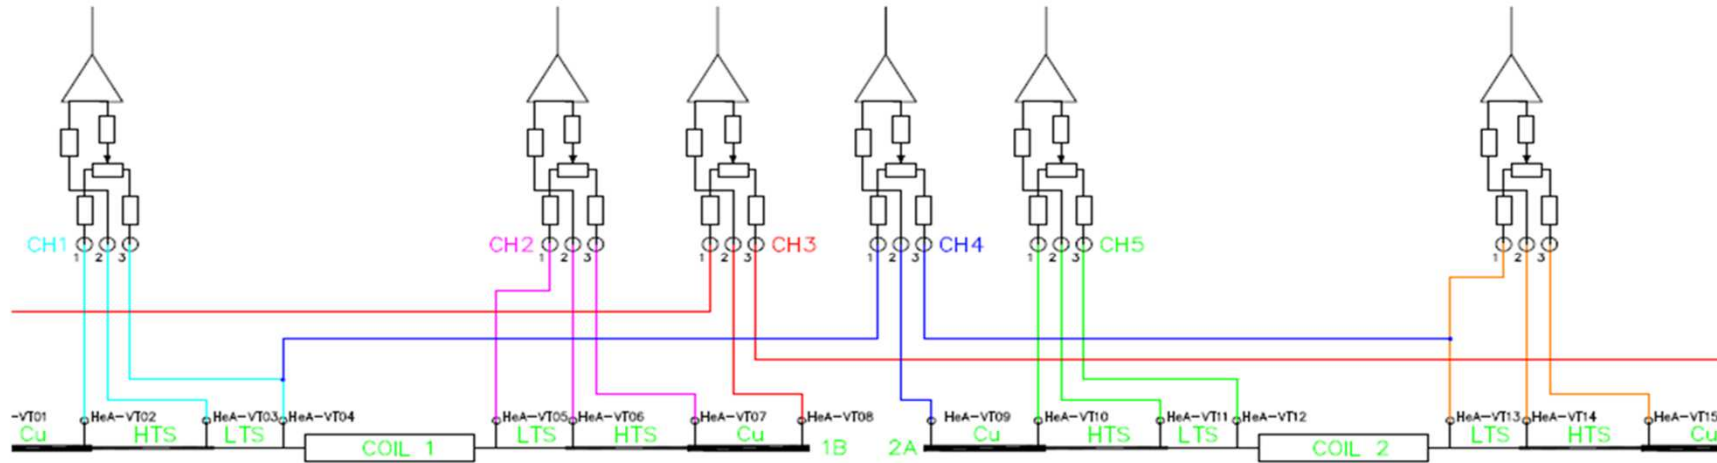 CH1 CH2 CH3 CH4 CH5
1 2 3 1 2 3 1 2 3 1 2 3 1 2 3 1 2 3
-VT01 HeA-VT02 HeA-VT03 HeA-VT04 HeA-VT05 HeA-VT06 HeA-VT07 HeA-VT08 HeA-VT09 HeA-VT10 HeA-VT11 HeA-VT12 HeA-VT13 HeA-VT14 HeA-VT15
Cu HTS LTS LTS HTS Cu Cu HTS LTS LTS HTS Cu
COIL 1 1B 2A COIL 2